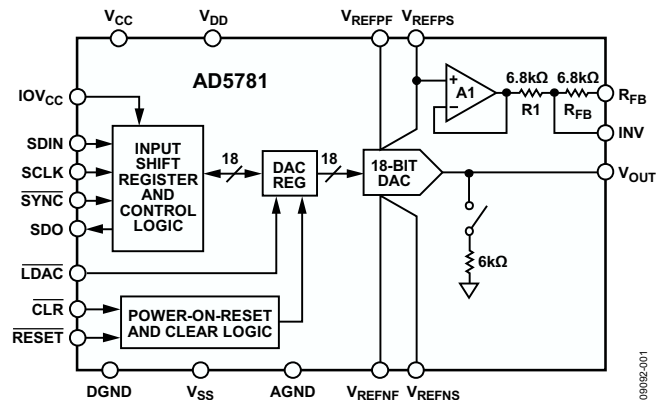 VCC
VDD
VREFPF
VREFPS
AD5781
IOVCC
SDIN
SCLK
SYNC
SDO
LDAC
CLR
RESET
INPUT
SHIFT
REGISTER
AND
CONTROL
LOGIC
18
DAC
REG
18
18-BIT
DAC
A1
+
–
6.8kΩ
R1
6.8kΩ
RFB
RFB
INV
VOUT
6kΩ
POWER-ON-RESET
AND CLEAR LOGIC
DGND
VSS
AGND
VREFNF
VREFNS
09092-001